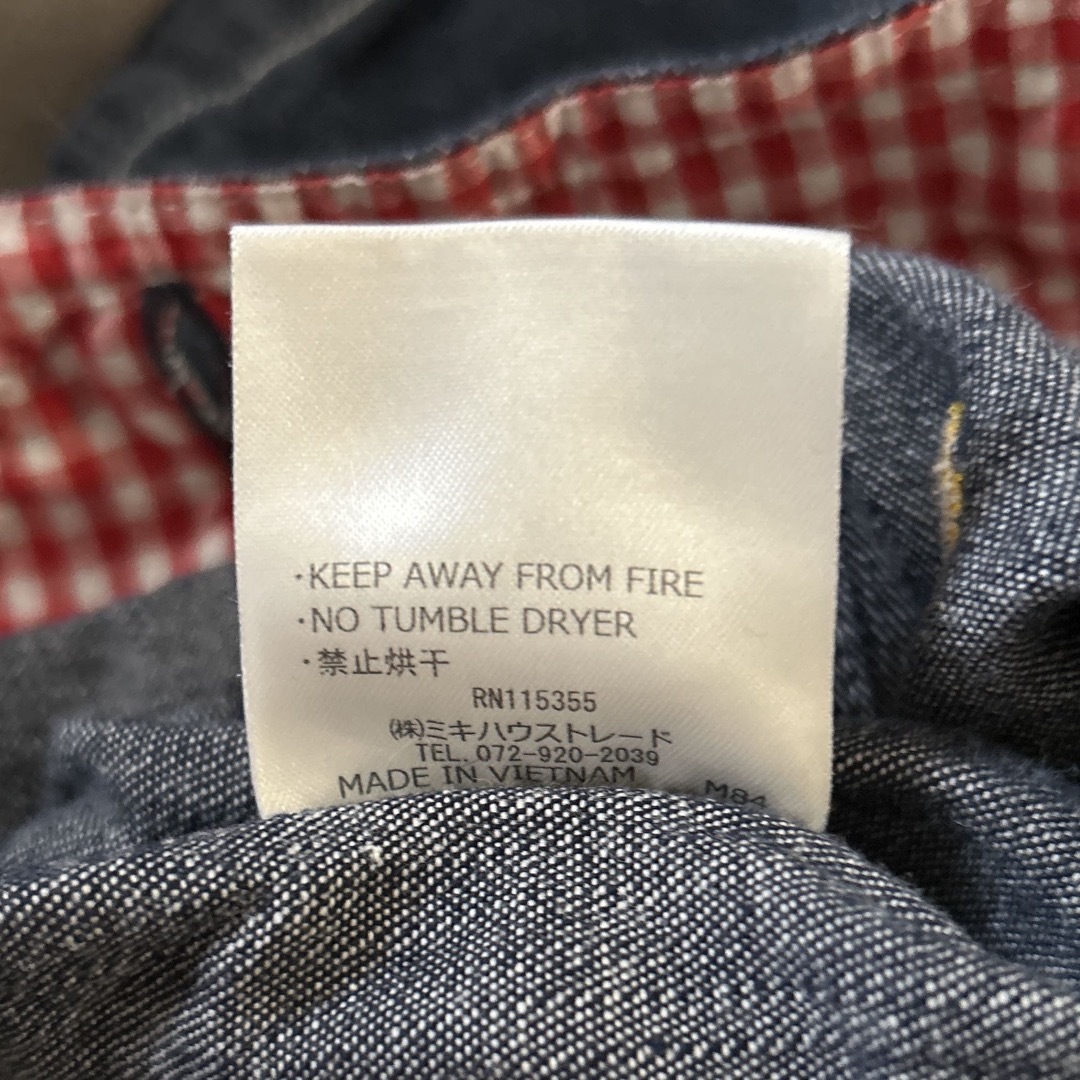 ·KEEP AWAY FROM FIRE
·NO TUMBLE DRYER
·禁止烘干
RN115355
㈱ミキハウストレード
TEL.072-920-2039
MADE IN VIETNAM
M84